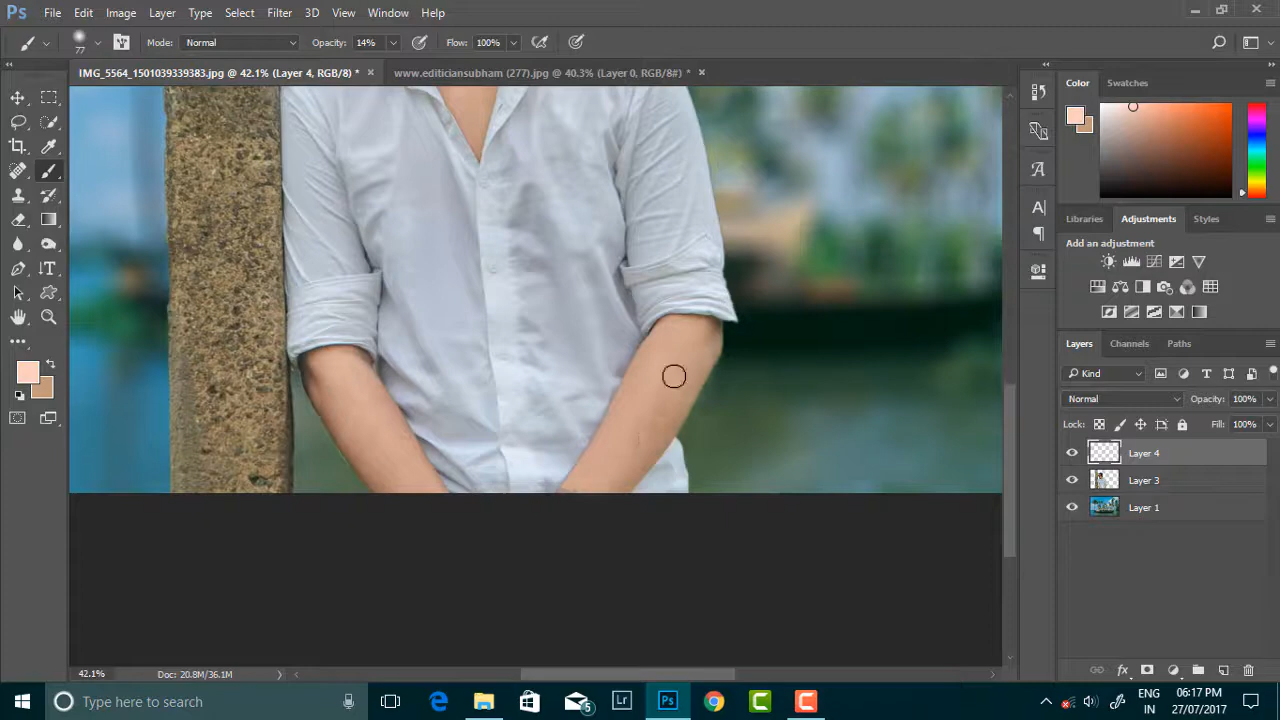 Ps File Edit Image Layer Type Select Filter 3D View Window Help
77 Mode: Normal Opacity: 14% Flow: 100%
IMG_5564_1501039339383.jpg @ 42.1% (Layer 4, RGB/8) * × www.editiciansubham (277).jpg @ 40.3% (Layer 0, RGB/8#) * ×
Color Swatches
Libraries Adjustments Styles
Add an adjustment
Layers Channels Paths
Kind
Normal Opacity: 100%
Lock: Fill: 100%
Layer 4
Layer 3
Layer 1
42.1% Doc: 20.8M/36.1M
Type here to search
5
Lr
Ps
ENG
IN
06:17 PM
27/07/2017